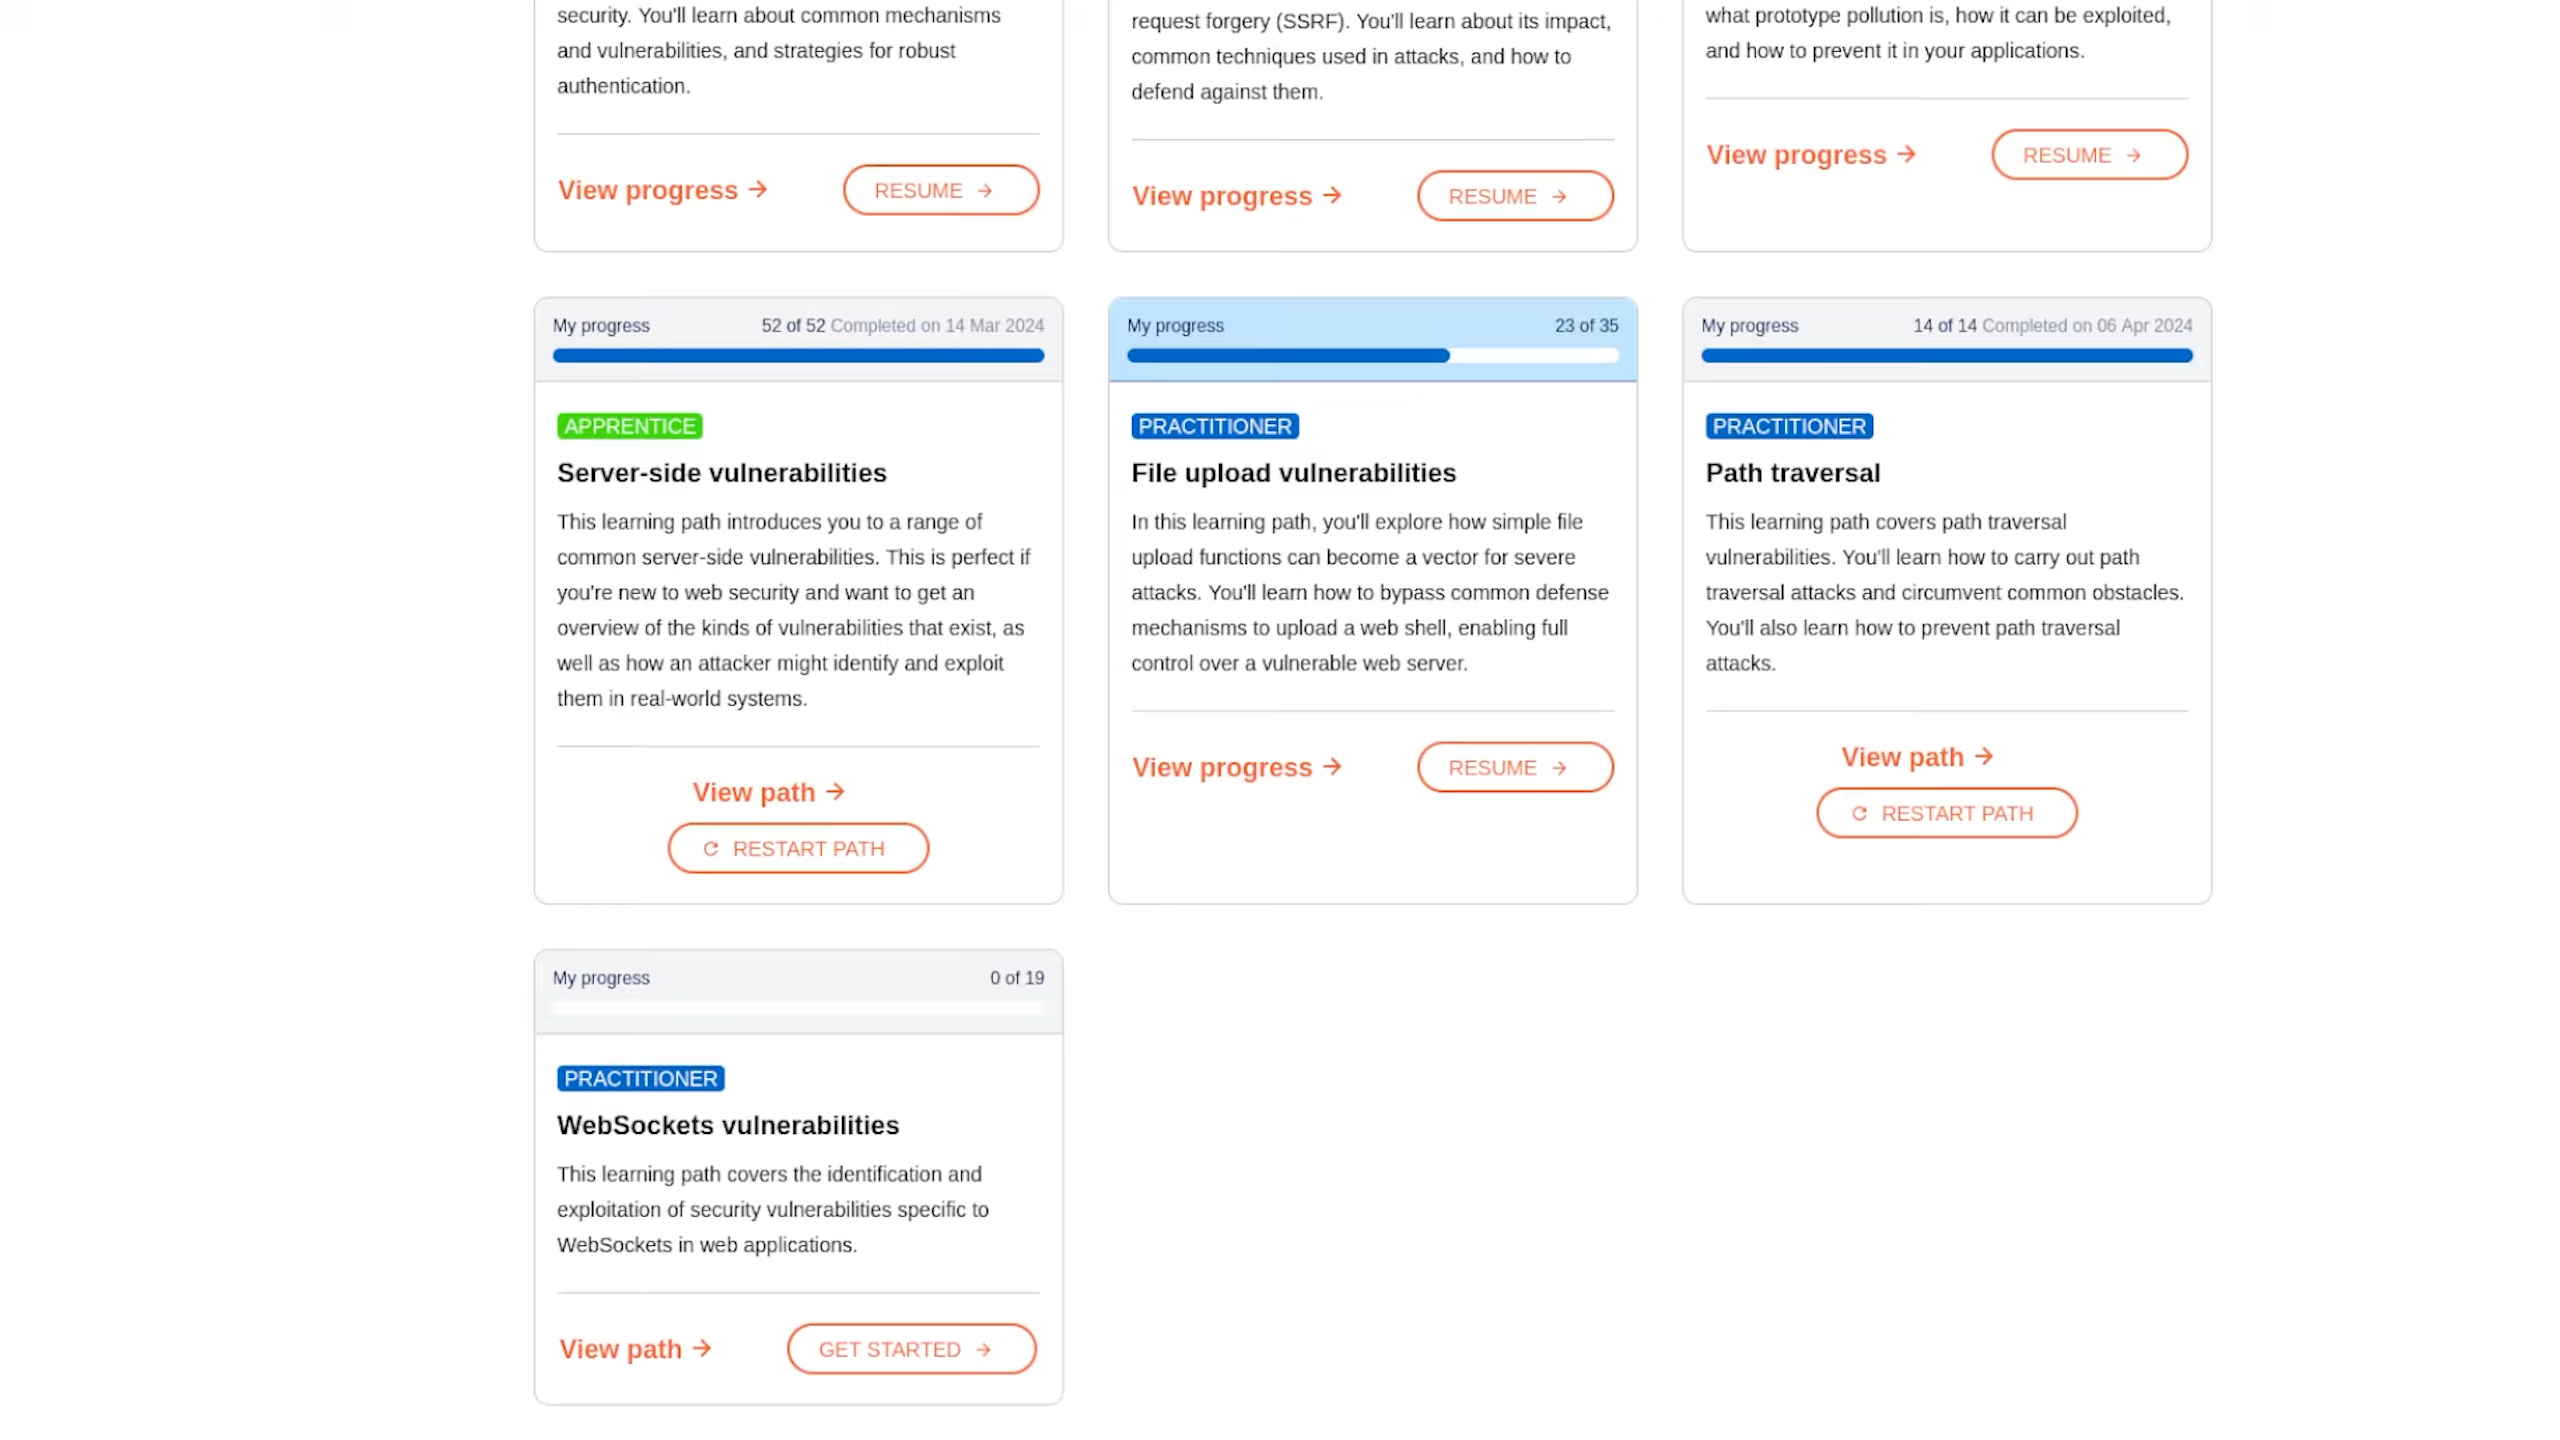 security. You'll learn about common mechanisms
and vulnerabilities, and strategies for robust
authentication.
View progress →
RESUME →
request forgery (SSRF). You'll learn about its impact,
common techniques used in attacks, and how to
defend against them.
View progress →
RESUME →
what prototype pollution is, how it can be exploited,
and how to prevent it in your applications.
View progress →
RESUME →
My progress
52 of 52 Completed on 14 Mar 2024
APPRENTICE
Server-side vulnerabilities
This learning path introduces you to a range of
common server-side vulnerabilities. This is perfect if
you're new to web security and want to get an
overview of the kinds of vulnerabilities that exist, as
well as how an attacker might identify and exploit
them in real-world systems.
View path →
RESTART PATH
My progress
23 of 35
PRACTITIONER
File upload vulnerabilities
In this learning path, you'll explore how simple file
upload functions can become a vector for severe
attacks. You'll learn how to bypass common defense
mechanisms to upload a web shell, enabling full
control over a vulnerable web server.
View progress →
RESUME →
My progress
14 of 14 Completed on 06 Apr 2024
PRACTITIONER
Path traversal
This learning path covers path traversal
vulnerabilities. You'll learn how to carry out path
traversal attacks and circumvent common obstacles.
You'll also learn how to prevent path traversal
attacks.
View path →
RESTART PATH
My progress
0 of 19
PRACTITIONER
WebSockets vulnerabilities
This learning path covers the identification and
exploitation of security vulnerabilities specific to
WebSockets in web applications.
View path →
GET STARTED →